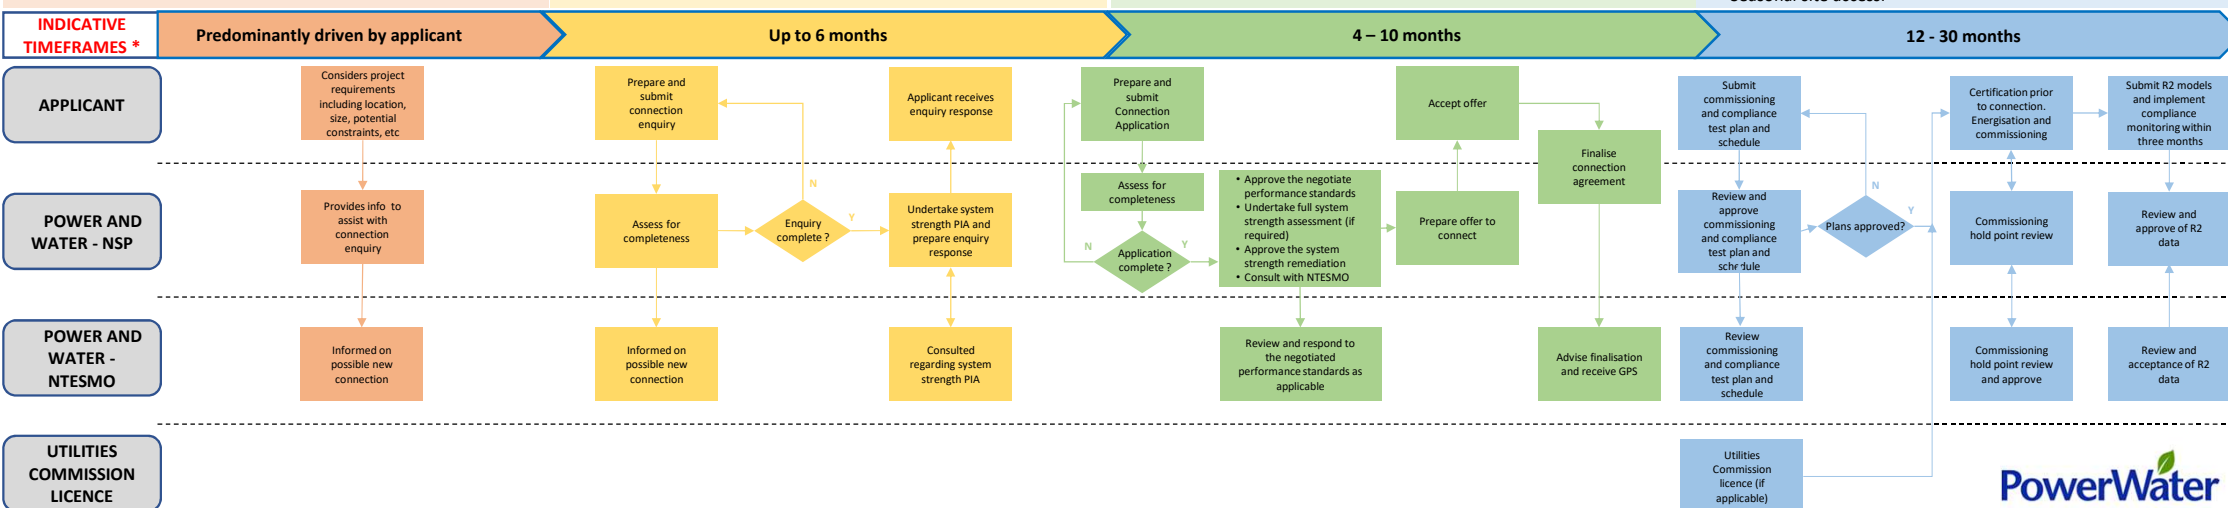 INDICATIVE
TIMEFRAMES *
Predominantly driven by applicant
Up to 6 months
4 – 10 months
12 - 30 months
APPLICANT
Considers project
requirements
including location,
size, potential
constraints, etc
Prepare and
submit
connection
enquiry
Applicant receives
enquiry response
Prepare and
submit
Connection
Application
Accept offer
Finalise
connection
agreement
Submit
commissioning
and compliance
test plan and
schedule
Certification prior
to connection.
Energisation and
commissioning
Submit R2 models
and implement
compliance
monitoring within
three months
POWER AND
WATER - NSP
Provides info to
assist with
connection
enquiry
Assess for
completeness
N
Enquiry
complete ?
Y
Undertake system
strength PIA and
prepare enquiry
response
Assess for
completeness
N
Application
complete ?
Y
• Approve the negotiate
performance standards
• Undertake full system
strength assessment (if
required)
• Approve the system
strength remediation
• Consult with NTESMO
Prepare offer to
connect
Review and
approve
commissioning
and compliance
test plan and
schedule
N
Plans approved?
Y
Commissioning
hold point review
Review and
approve of R2
data
POWER AND
WATER -
NTESMO
Informed on
possible new
connection
Informed on
possible new
connection
Consulted
regarding system
strength PIA
Review and respond to
the negotiated
performance standards as
applicable
Advise finalisation
and receive GPS
Review
commissioning
and compliance
test plan and
schedule
Commissioning
hold point review
and approve
Review and
acceptance of R2
data
UTILITIES
COMMISSION
LICENCE
Utilities
Commission
licence (if
applicable)
PowerWater